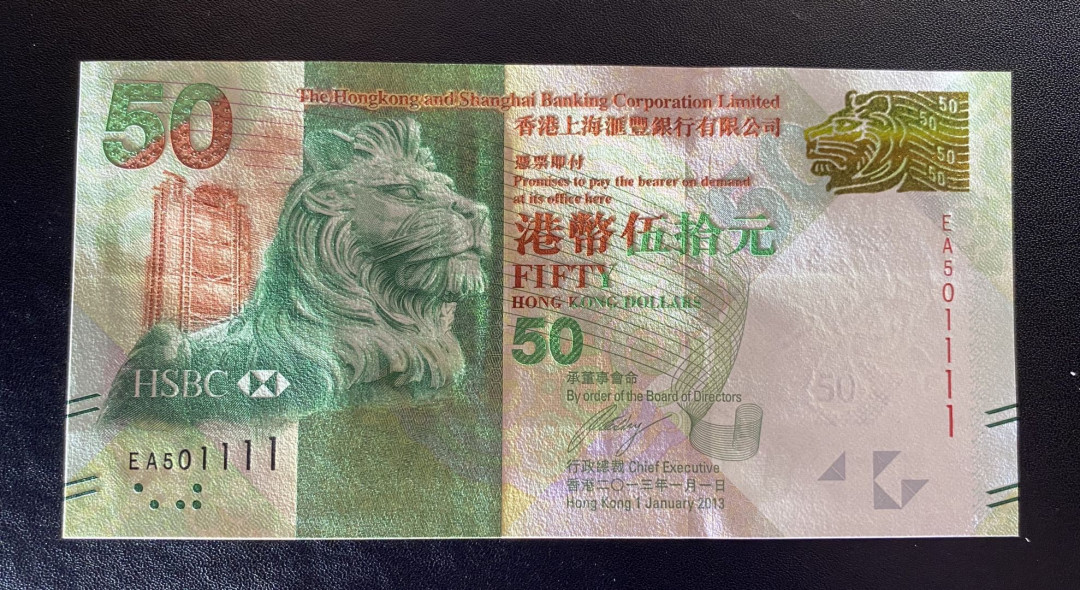 50
The Hongkong and Shanghai Banking Corporation Limited
香港上海滙豐銀行有限公司
憑票即付
Promises to pay the bearer on demand
at its office here
港幣伍拾元
FIFTY
HONG KONG DOLLARS
50
承董事會命
By order of the Board of Directors
行政總裁 Chief Executive
香港二〇一三年一月一日
Hong Kong 1 January 2013
HSBC
EA501111
50
50
50
50
EA501111
50